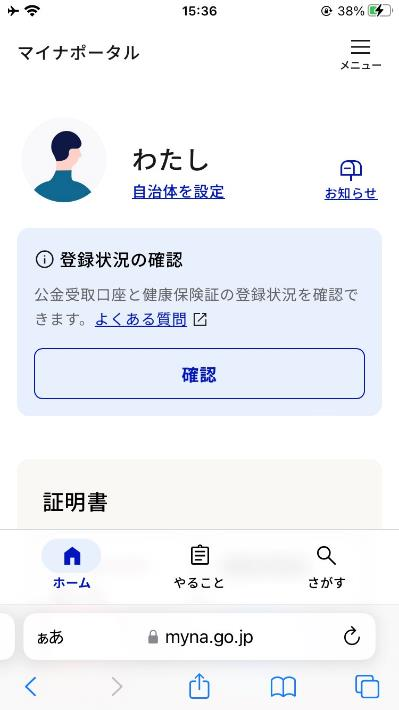 15:36
38%
マイナポータル
メニュー
わたし
自治体を設定
お知らせ
登録状況の確認
公金受取口座と健康保険証の登録状況を確認で
きます。よくある質問
確認
証明書
ホーム
やること
さがす
ぁあ
myna.go.jp